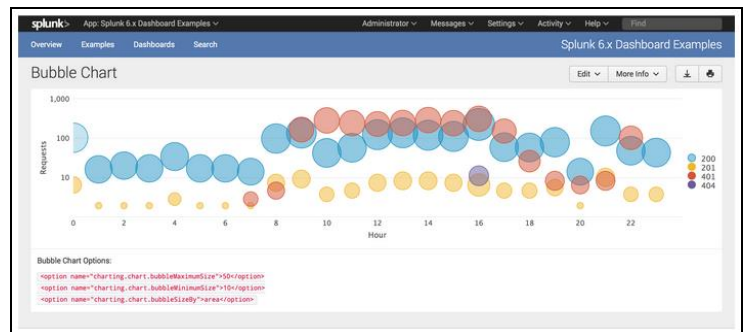 splunk> App: Splunk 6.x Dashboard Examples Administrator Messages Settings Activity Help Find
Overview Examples Dashboards Search Splunk 6.x Dashboard Examples
Bubble Chart Edit More Info
1,000
100
10
Requests
200
201
401
404
0 2 4 6 8 10 12 14 16 18 20 22
Hour
Bubble Chart Options:
<option name="charting.chart.bubbleMaximumSize">50</option>
<option name="charting.chart.bubbleMinimumSize">10</option>
<option name="charting.chart.bubbleSizeBy">area</option>